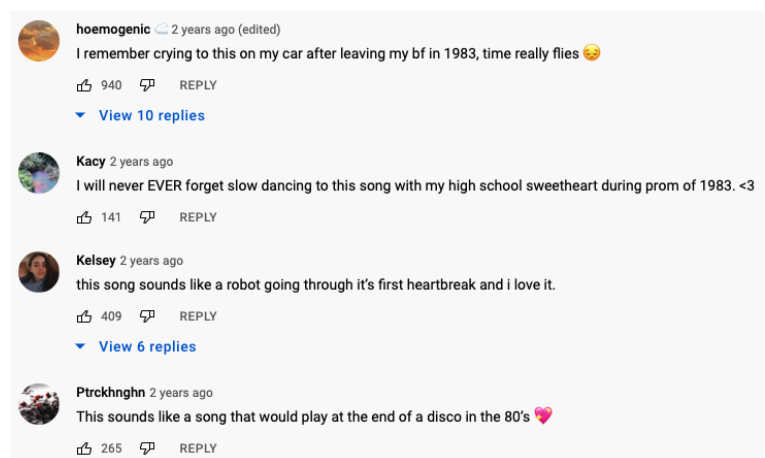 hoemogenic ☁️ 2 years ago (edited)
I remember crying to this on my car after leaving my bf in 1983, time really flies 😔
940 REPLY
View 10 replies
Kacy 2 years ago
I will never EVER forget slow dancing to this song with my high school sweetheart during prom of 1983. <3
141 REPLY
Kelsey 2 years ago
this song sounds like a robot going through it’s first heartbreak and i love it.
409 REPLY
View 6 replies
Ptrckhnghn 2 years ago
This sounds like a song that would play at the end of a disco in the 80’s 💖
265 REPLY